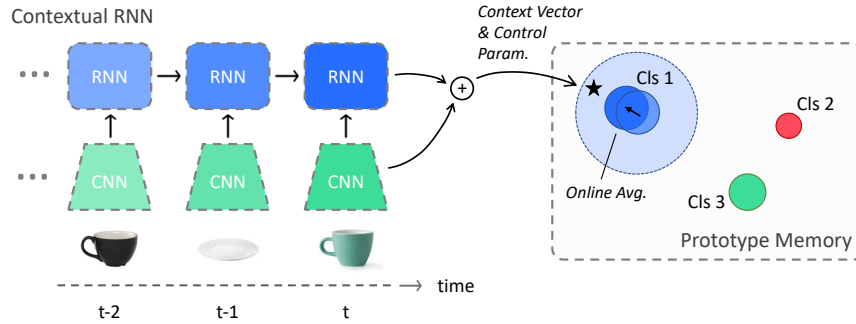 Contextual RNN
Context Vector
& Control
Param.
... RNN RNN RNN +
Cls 1
Cls 2
... CNN CNN CNN
Online Avg.
Cls 3
Prototype Memory
time
t-2 t-1 t